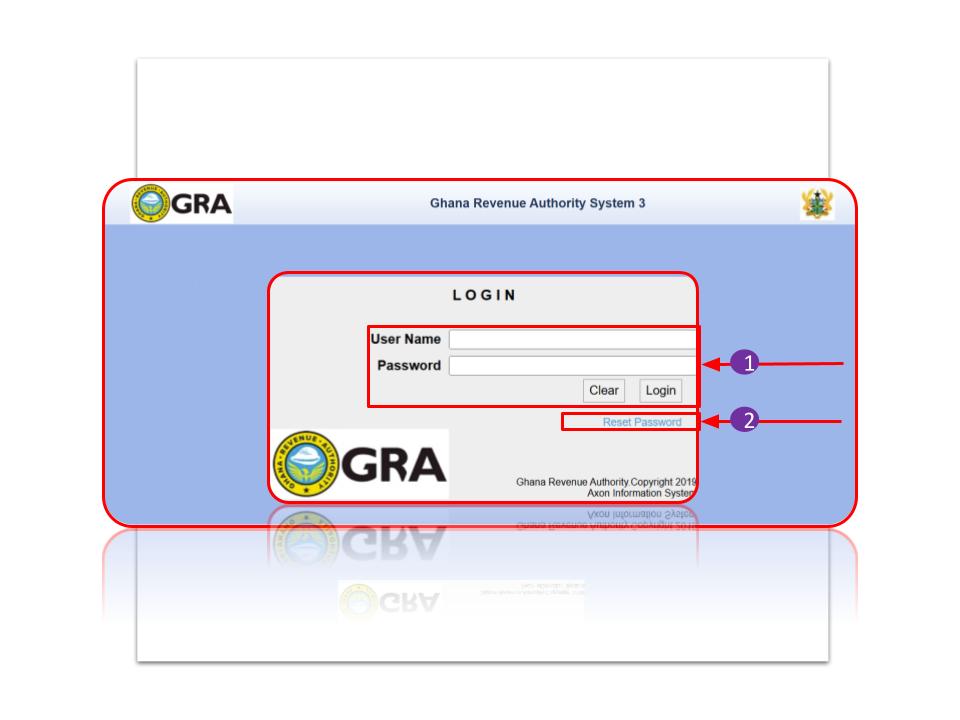 GRA
Ghana Revenue Authority System 3
LOGIN
User Name
Password
1
Clear
Login
Reset Password
2
GHANA REVENUE AUTHORITY
GRA
Ghana Revenue Authority Copyright 2019
Axon Information System